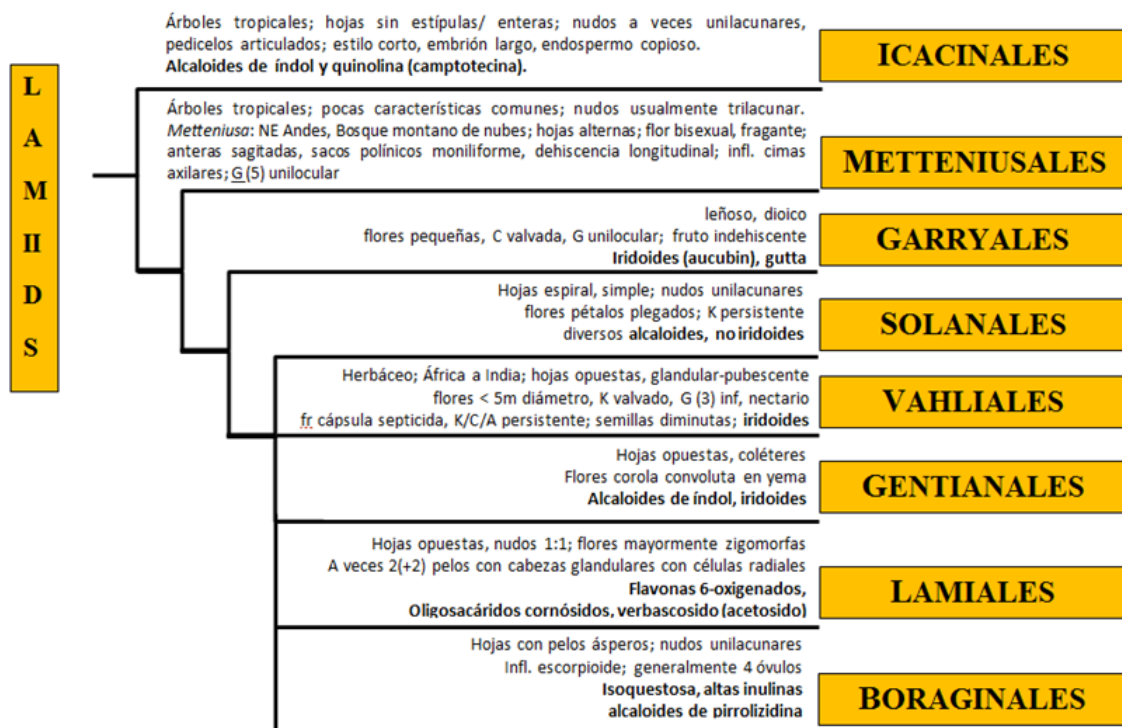 LAMIIDS
Árboles tropicales; hojas sin estípulas/ enteras; nudos a veces unilacunares,
pedicelos articulados; estilo corto, embrión largo, endospermo copioso.
Alcaloides de índol y quinolina (camptotecina).
ICACINALES
Árboles tropicales; pocas características comunes; nudos usualmente trilacunar.
Metteniusa: NE Andes, Bosque montano de nubes; hojas alternas; flor bisexual, fragante;
anteras sagitadas, sacos polínicos moniliforme, dehiscencia longitudinal; infl. cimas
axilares; G (5) unilocular
METTENIUSALES
leñoso, dioico
flores pequeñas, C valvada, G unilocular; fruto indehiscente
Iridoides (aucubin), gutta
GARRYALES
Hojas espiral, simple; nudos unilacunares
flores pétalos plegados; K persistente
diversos alcaloides, no iridoides
SOLANALES
Herbáceo; África a India; hojas opuestas, glandular-pubescente
flores < 5m diámetro, K valvado, G (3) inf, nectario
fr cápsula septicida, K/C/A persistente; semillas diminutas; iridoides
VAHLIALES
Hojas opuestas, coléteres
Flores corola convoluta en yema
Alcaloides de índol, iridoides
GENTIANALES
Hojas opuestas, nudos 1:1; flores mayormente zigomorfas
A veces 2(+2) pelos con cabezas glandulares con células radiales
Flavonas 6-oxigenados,
Oligosacáridos cornósidos, verbascosido (acetosido)
LAMIALES
Hojas con pelos ásperos; nudos unilacunares
Infl. escorpioide; generalmente 4 óvulos
Isoquestosa, altas inulinas
alcaloides de pirrolizidina
BORAGINALES